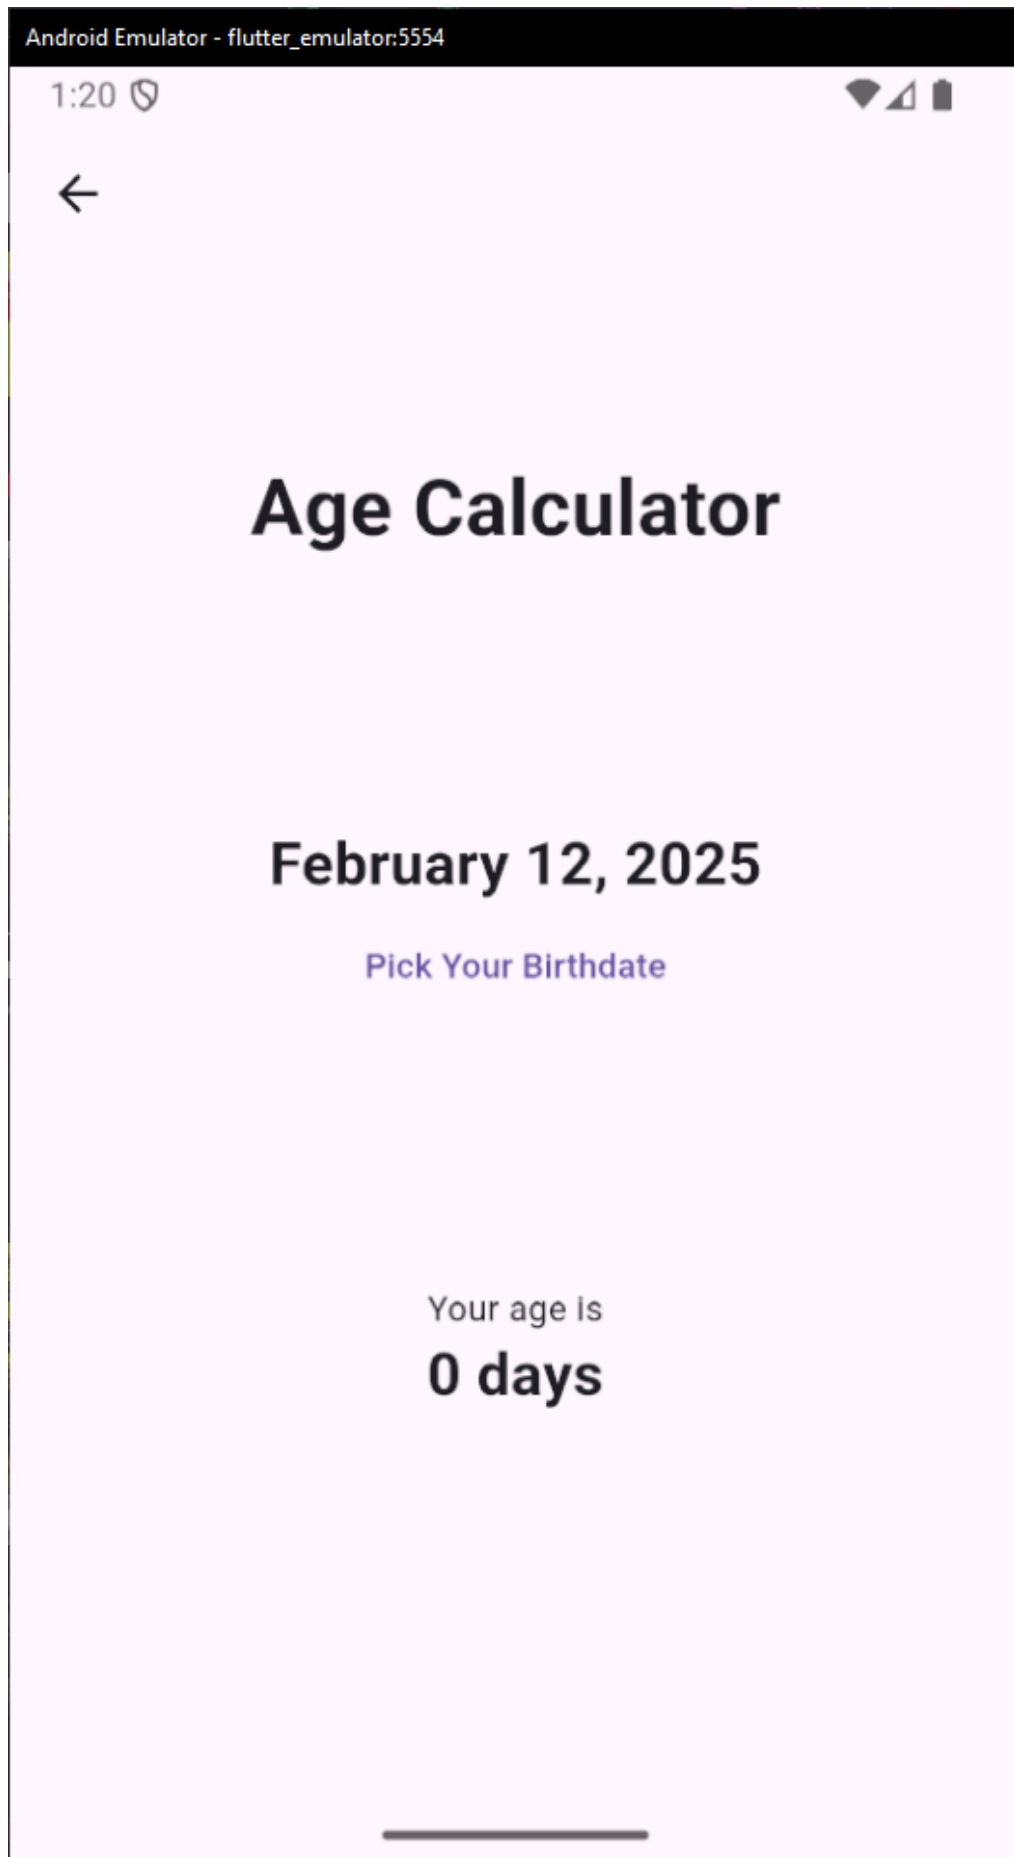 Android Emulator - flutter_emulator:5554
1:20
Age Calculator
February 12, 2025
Pick Your Birthdate
Your age is
0 days